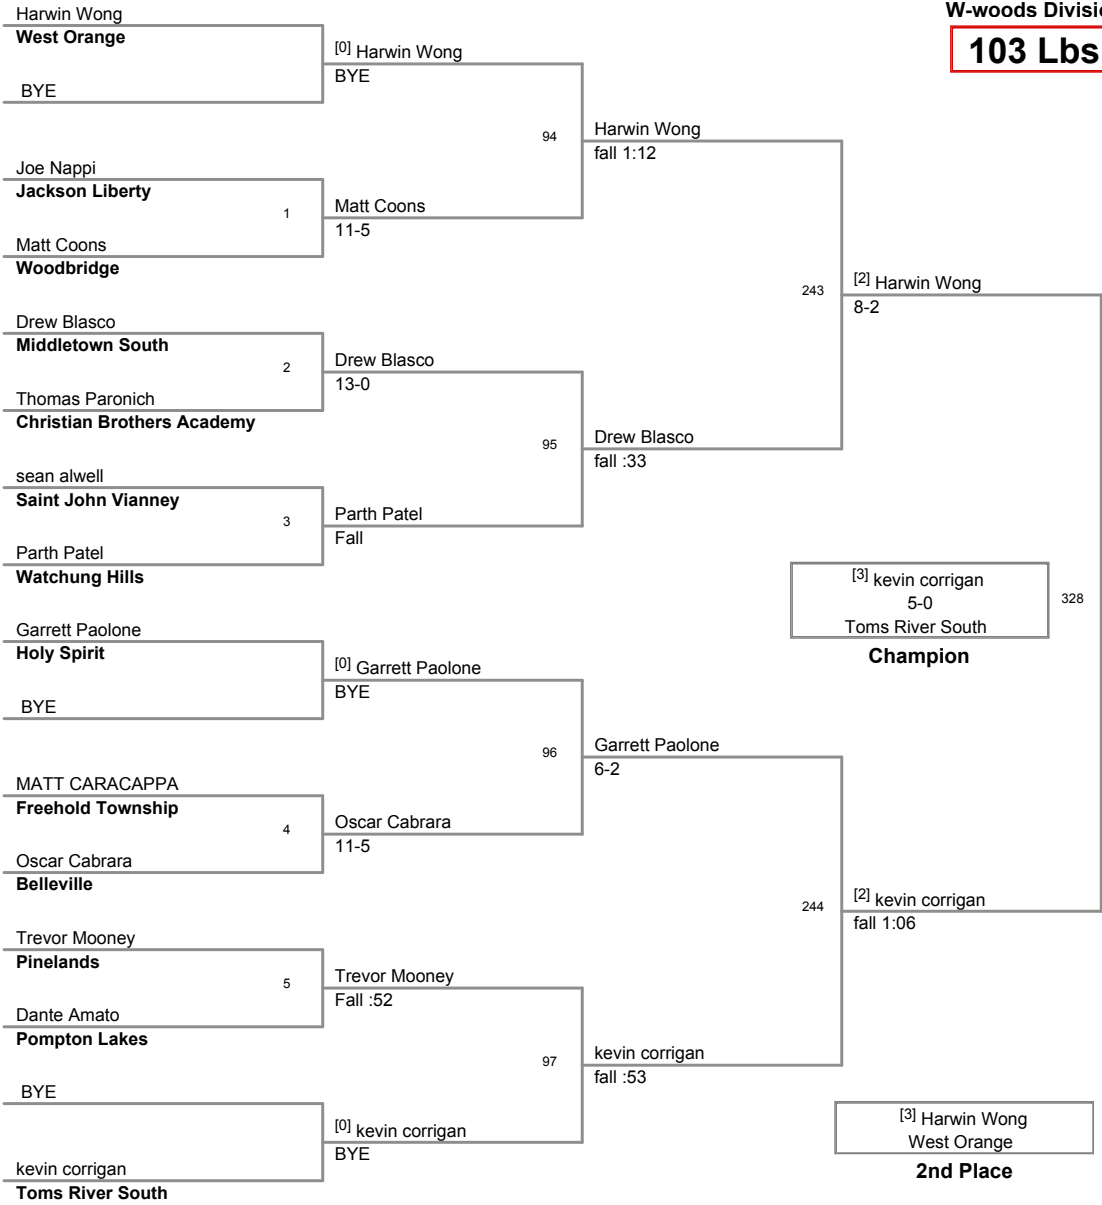 W-woods Divisi
103 Lbs
Harwin Wong
West Orange
BYE
[0] Harwin Wong
BYE
94
Harwin Wong
fall 1:12
Joe Nappi
Jackson Liberty
1
Matt Coons
Woodbridge
Matt Coons
11-5
243
[2] Harwin Wong
8-2
Drew Blasco
Middletown South
2
Thomas Paronich
Christian Brothers Academy
Drew Blasco
13-0
95
Drew Blasco
fall :33
sean alwell
Saint John Vianney
3
Parth Patel
Watchung Hills
Parth Patel
Fall
[3] kevin corrigan
5-0
Toms River South
Champion
328
Garrett Paolone
Holy Spirit
BYE
[0] Garrett Paolone
BYE
96
Garrett Paolone
6-2
MATT CARACAPPA
Freehold Township
4
Oscar Cabrara
Belleville
Oscar Cabrara
11-5
244
[2] kevin corrigan
fall 1:06
Trevor Mooney
Pinelands
5
Dante Amato
Pompton Lakes
Trevor Mooney
Fall :52
97
kevin corrigan
fall :53
BYE
kevin corrigan
Toms River South
[0] kevin corrigan
BYE
[3] Harwin Wong
West Orange
2nd Place